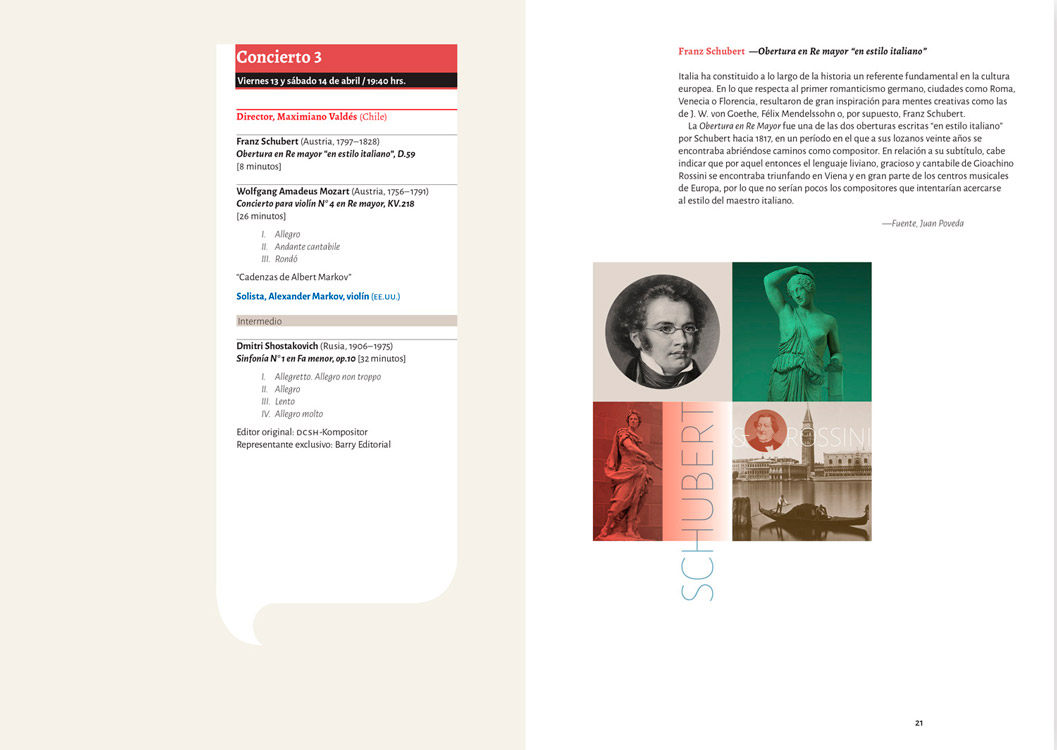 Concierto 3
Viernes 13 y sábado 14 de abril / 19:40 hrs.
Director, Maximiano Valdés (Chile)
Franz Schubert (Austria, 1797–1828)
Obertura en Re mayor “en estilo italiano”, D.59
[8 minutos]
Wolfgang Amadeus Mozart (Austria, 1756–1791)
Concierto para violín N° 4 en Re mayor, KV.218
[26 minutos]
I. Allegro
II. Andante cantabile
III. Rondó
“Cadenzas de Albert Markov”
Solista, Alexander Markov, violín (EE.UU.)
Intermedio
Dmitri Shostakovich (Rusia, 1906–1975)
Sinfonía N° 1 en Fa menor, op.10 [32 minutos]
I. Allegretto. Allegro non troppo
II. Allegro
III. Lento
IV. Allegro molto
Editor original: DCSH-Kompositor
Representante exclusivo: Barry Editorial
Franz Schubert —Obertura en Re mayor “en estilo italiano”
Italia ha constituido a lo largo de la historia un referente fundamental en la cultura
europea. En lo que respecta al primer romanticismo germano, ciudades como Roma,
Venecia o Florencia, resultaron de gran inspiración para mentes creativas como las
de J. W. von Goethe, Félix Mendelssohn o, por supuesto, Franz Schubert.
La Obertura en Re Mayor fue una de las dos oberturas escritas “en estilo italiano”
por Schubert hacia 1817, en un período en el que a sus lozanos veinte años se
encontraba abriéndose caminos como compositor. En relación a su subtítulo, cabe
indicar que por aquel entonces el lenguaje liviano, gracioso y cantabile de Gioachino
Rossini se encontraba triunfando en Viena y en gran parte de los centros musicales
de Europa, por lo que no serían pocos los compositores que intentarían acercarse
al estilo del maestro italiano.
—Fuente, Juan Poveda
SCHUBERT
& ROSSINI
21